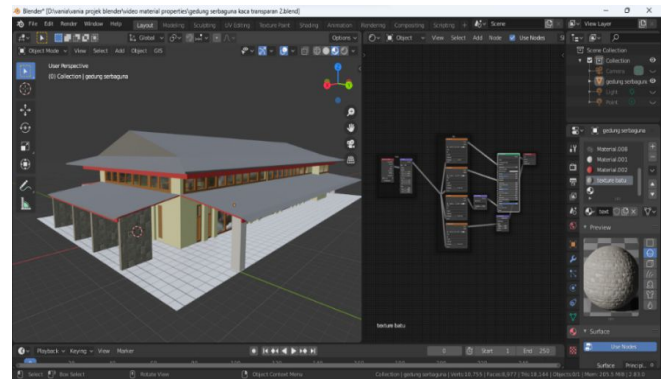 Blender* [D:\vania\vania projek blender\video material properties\gedung serbaguna kaca transparan 2.blend]
File Edit Render Window Help Layout Modeling Sculpting UV Editing Texture Paint Shading Animation Rendering Compositing Scripting + Scene View Layer
Global Options Object Slot View Select Add Node Use Nodes
Object Mode View Select Add Object GIS
User Perspective
(0) Collection | gedung serbaguna
Scene Collection
Collection
Camera
gedung serbaguna
Light
gedung serbaguna
Material.008
Material.001
Material.002
texture batu
text
Preview
Surface
Use Nodes
Surface Princip..
texture batu
Playback Keying View Marker 0 Start 1 End 250
Select Box Select Rotate View Object Context Menu